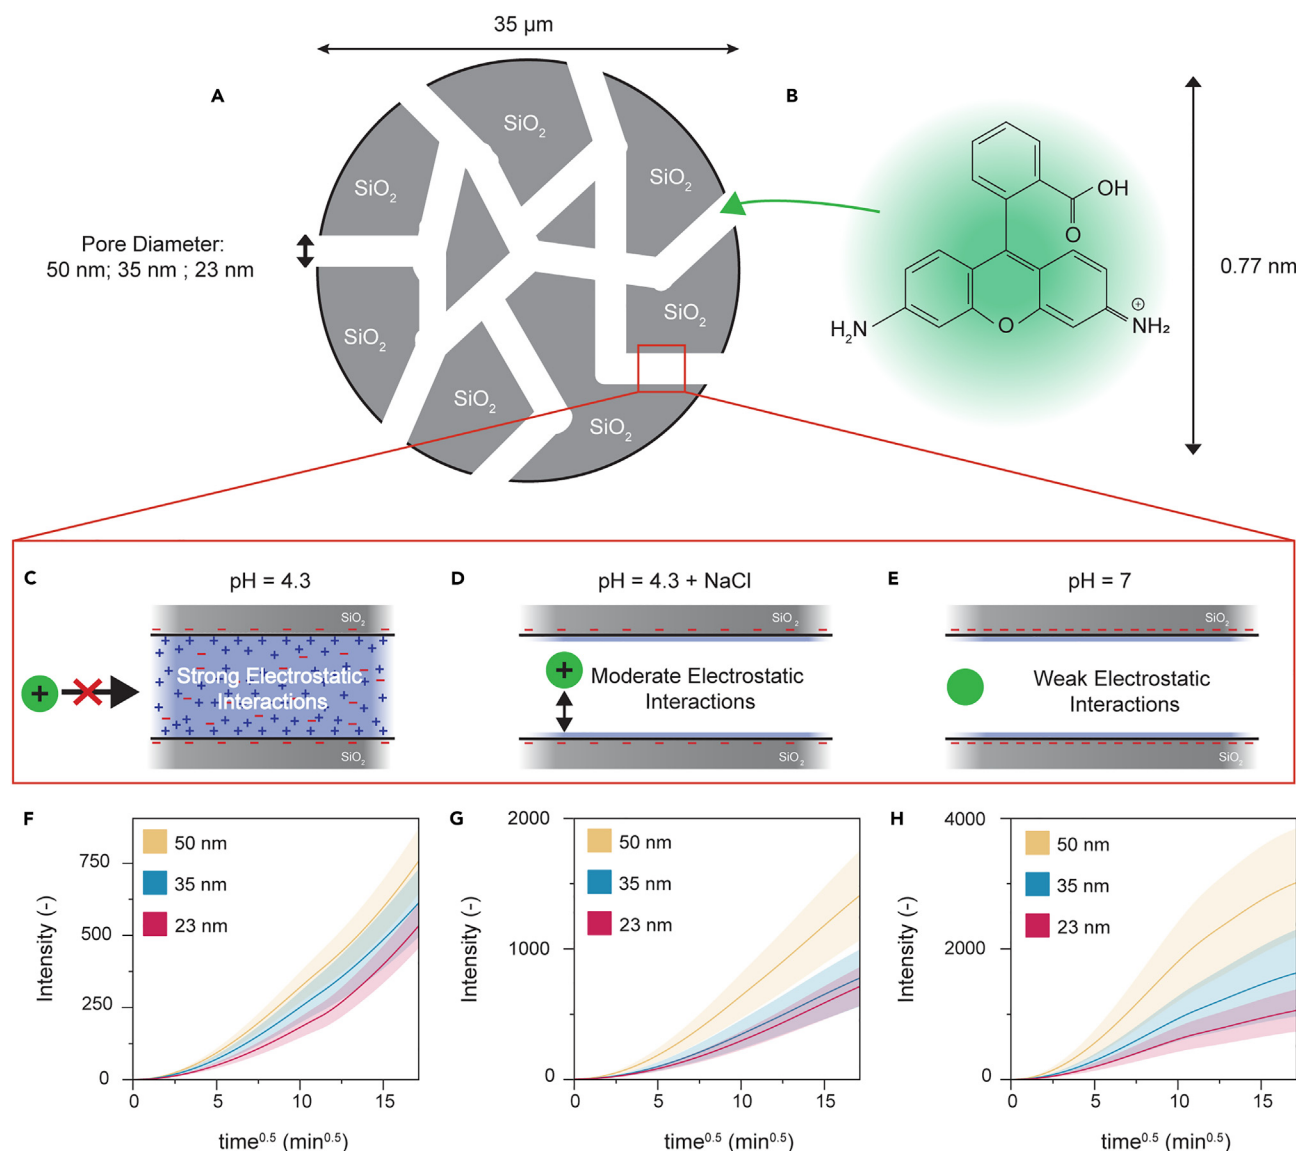 35 µm
A
B
SiO₂
SiO₂
SiO₂
SiO₂
SiO₂
SiO₂
SiO₂
Pore Diameter:
50 nm; 35 nm ; 23 nm
OH
O
H₂N
O
⊕
NH₂
0.77 nm
C
pH = 4.3
SiO₂
+
Strong Electrostatic
Interactions
SiO₂
D
pH = 4.3 + NaCl
SiO₂
+
Moderate Electrostatic
Interactions
SiO₂
E
pH = 7
SiO₂
Weak Electrostatic
Interactions
SiO₂
F
50 nm
35 nm
23 nm
750
500
250
0
Intensity (-)
0 5 10 15
time⁰·⁵ (min⁰·⁵)
G
50 nm
35 nm
23 nm
2000
1000
0
Intensity (-)
0 5 10 15
time⁰·⁵ (min⁰·⁵)
H
50 nm
35 nm
23 nm
4000
2000
0
Intensity (-)
0 5 10 15
time⁰·⁵ (min⁰·⁵)